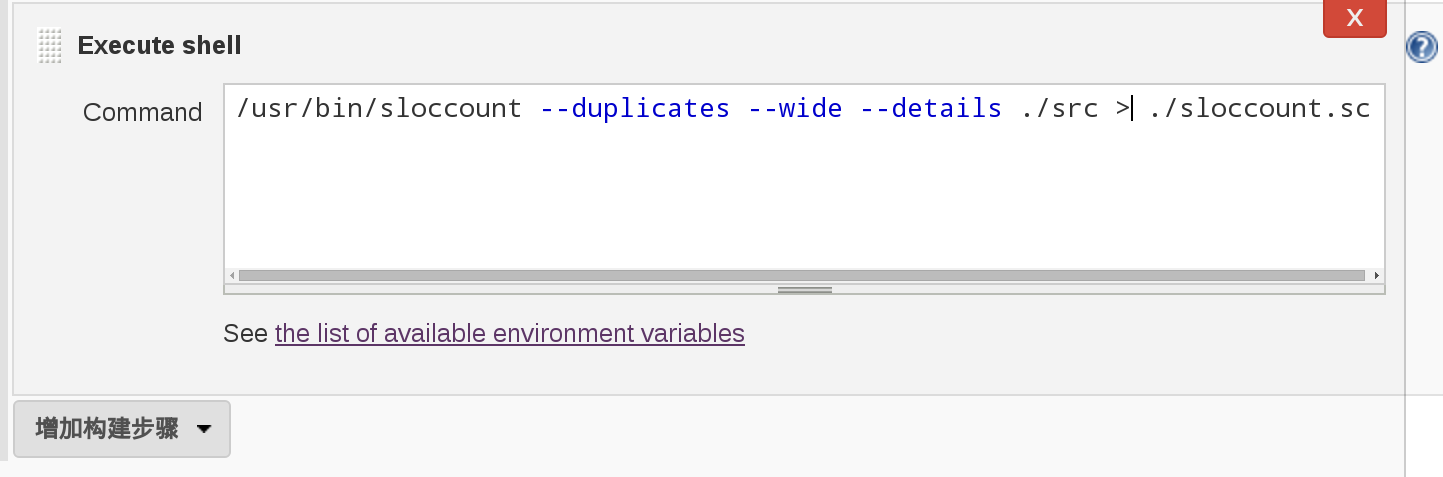 X
Execute shell
?
Command
/usr/bin/sloccount --duplicates --wide --details ./src > ./sloccount.sc
See the list of available environment variables
增加构建步骤